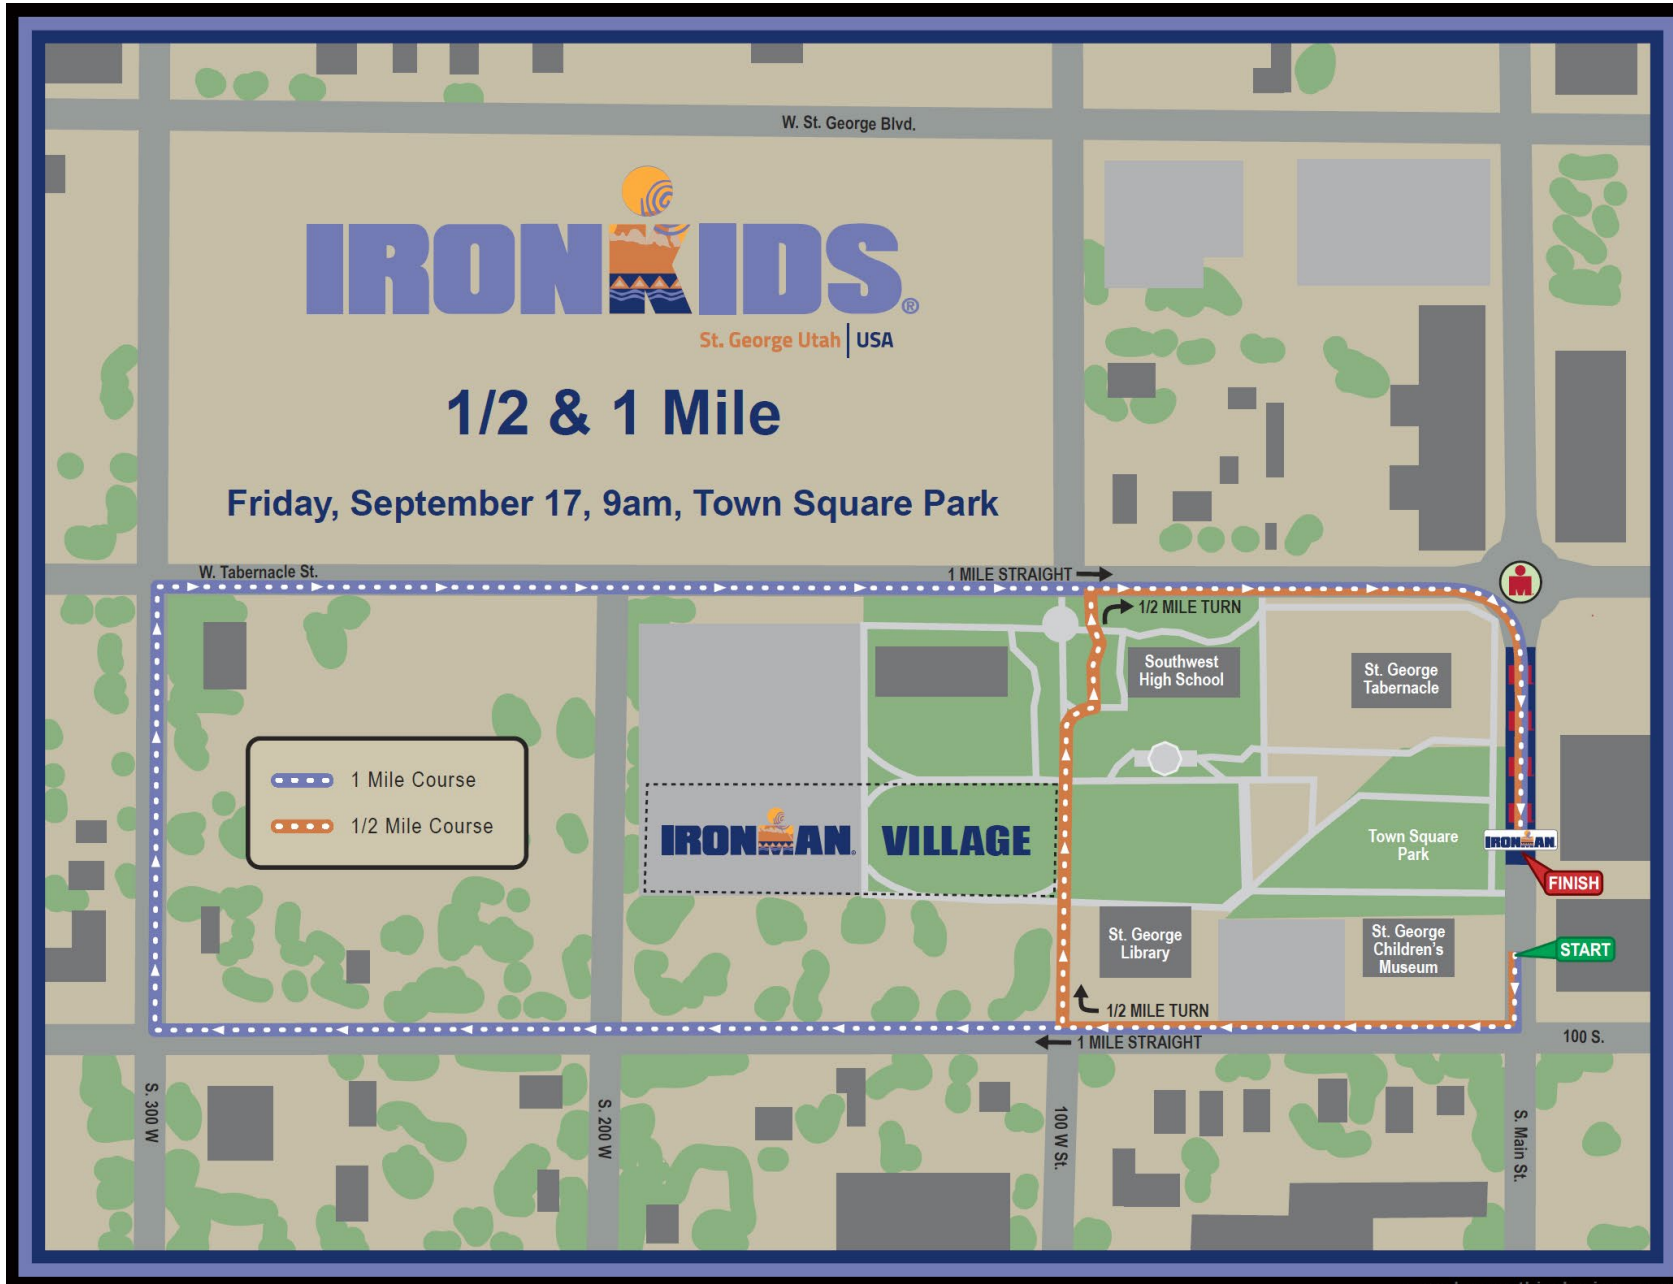 W. St. George Blvd.
IRONKIDS®
St. George Utah | USA
1/2 & 1 Mile
Friday, September 17, 9am, Town Square Park
W. Tabernacle St.
1 MILE STRAIGHT
1/2 MILE TURN
Southwest
High School
St. George
Tabernacle
1 Mile Course
1/2 Mile Course
IRONMAN® VILLAGE
Town Square
Park
IRONMAN
FINISH
St. George
Library
St. George
Children's
Museum
START
1/2 MILE TURN
1 MILE STRAIGHT
100 S.
S. 300 W
S. 200 W
100 W St.
S. Main St.